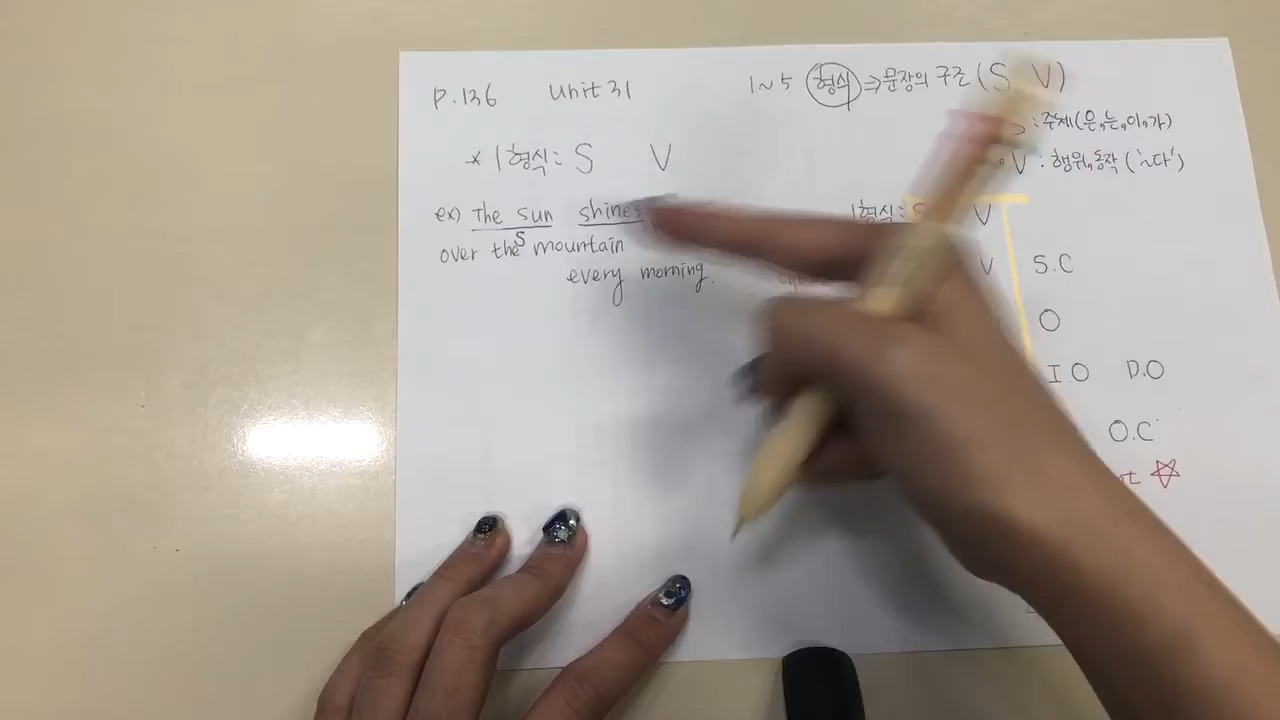 P.136 Unit 31
* 1형식: S V
ex) The sun shines
S
over the mountain
every morning.
1~5 형식 ⇒ 문장의 구조 (S V)
S : 주체(은,는,이,가)
• V : 행위,동작 ('~다')
1형식: S V
V S.C
O
I.O D.O
O.C